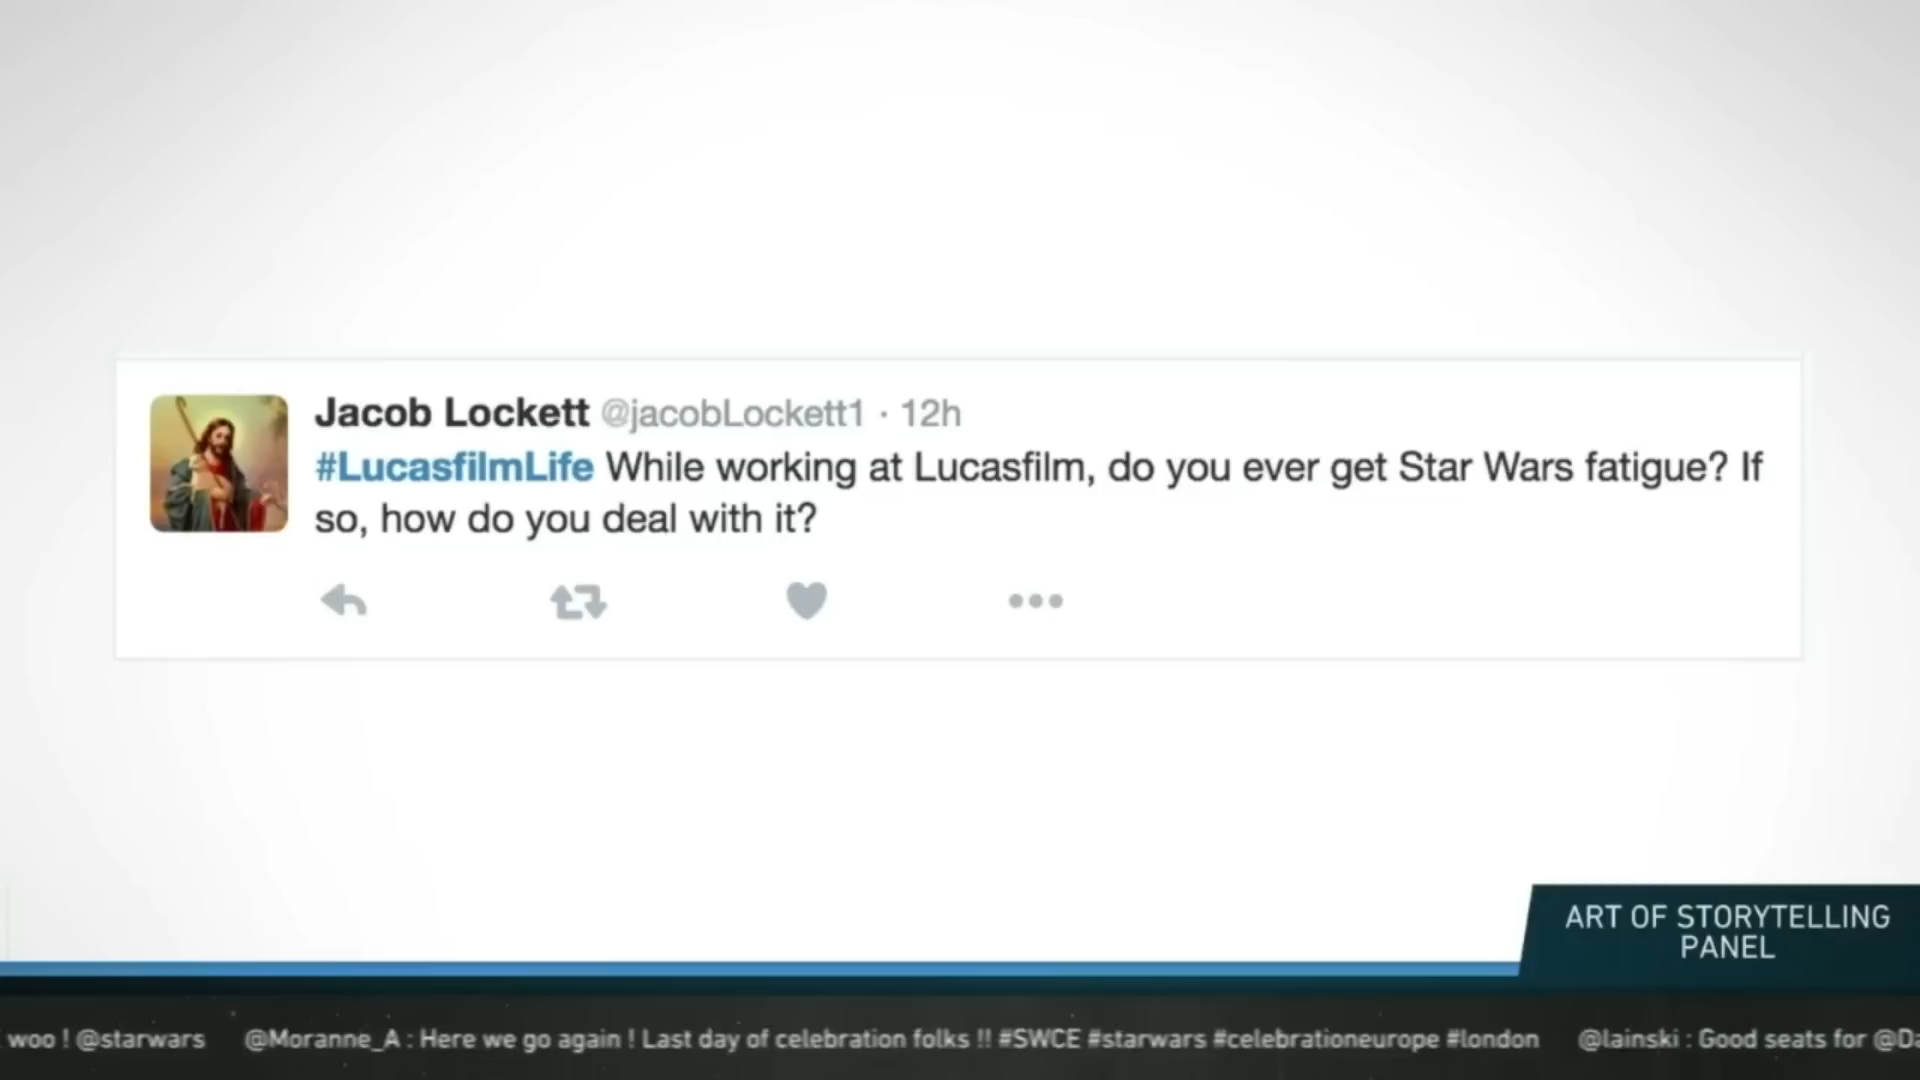 Jacob Lockett @jacobLockett1 · 12h
#LucasfilmLife While working at Lucasfilm, do you ever get Star Wars fatigue? If
so, how do you deal with it?
ART OF STORYTELLING
PANEL
woo ! @starwars @Moranne_A : Here we go again ! Last day of celebration folks !! #SWCE #starwars #celebrationeurope #london @lainski : Good seats for @Da